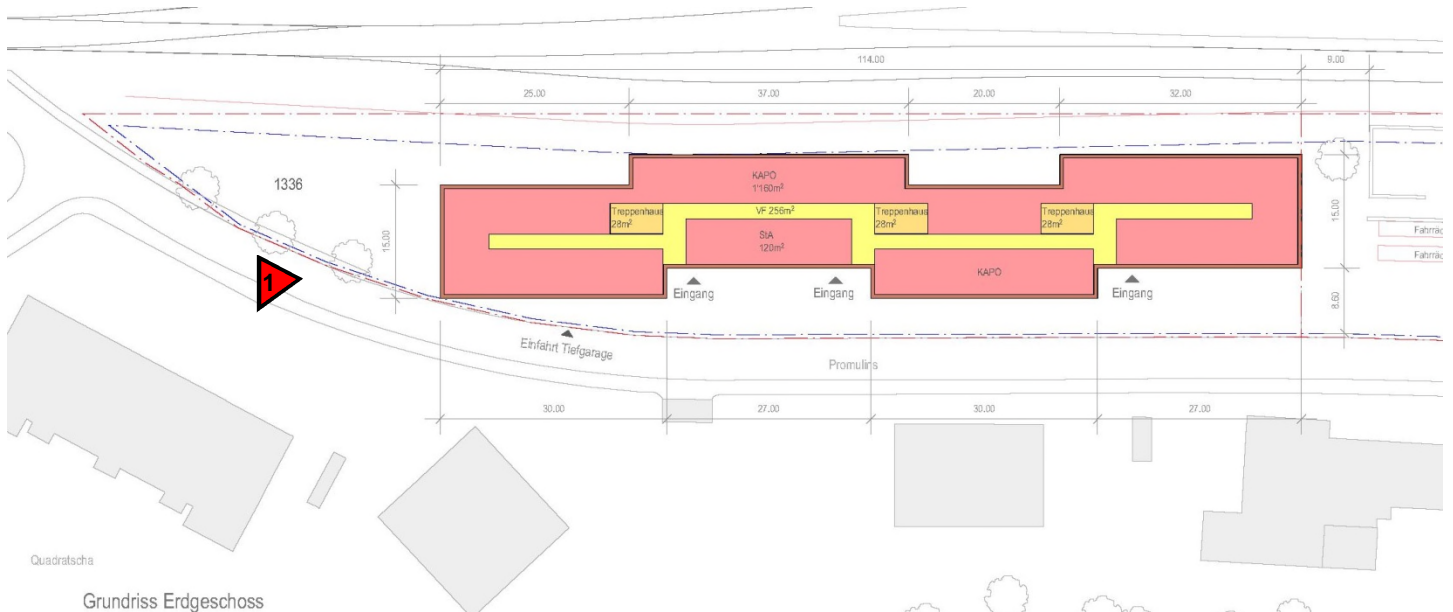 114.00
9.00
25.00
37.00
20.00
32.00
1336
15.00
KAPO
1'160m²
Treppenhaus
28m²
VF 256m²
Treppenhaus
28m²
Treppenhaus
28m²
StA
120m²
15.00
KAPO
1
Eingang
Eingang
Eingang
8.60
Einfahrt Tiefgarage
Promulins
30.00
27.00
30.00
27.00
Quadratscha
Grundriss Erdgeschoss